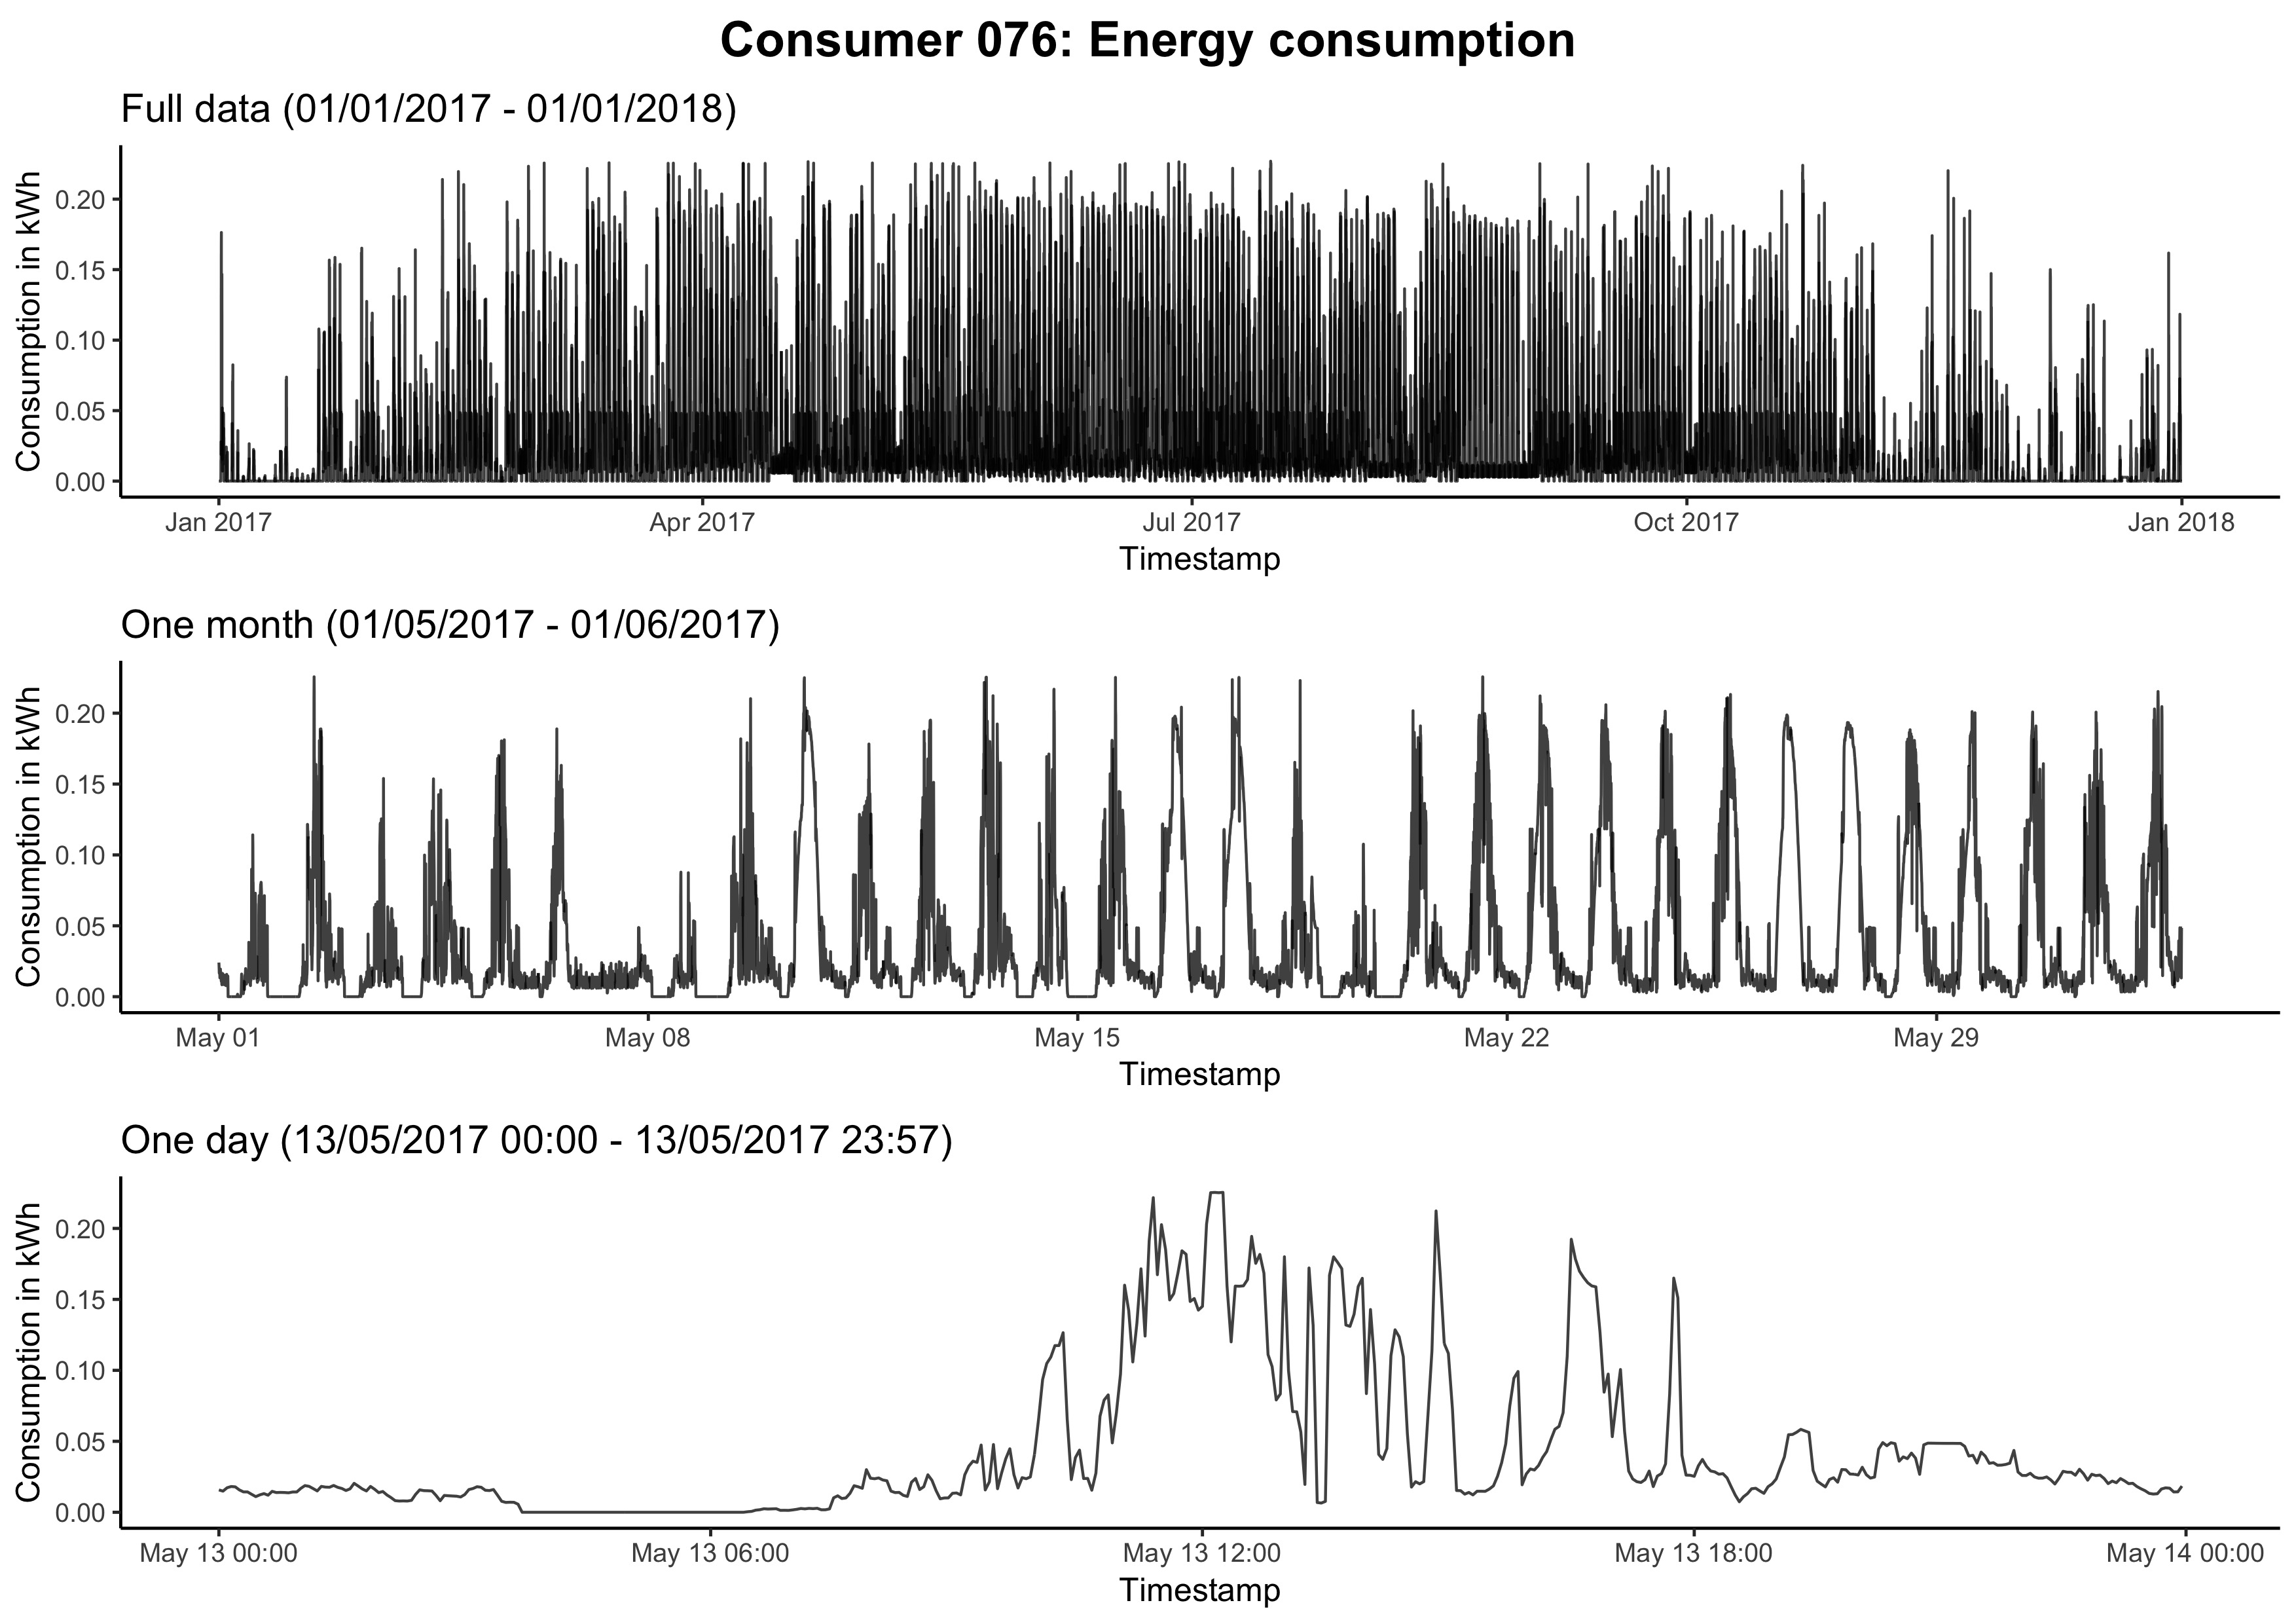 Consumer 076: Energy consumption
Full data (01/01/2017 - 01/01/2018)
Consumption in kWh
0.20
0.15
0.10
0.05
0.00
Jan 2017 Apr 2017 Jul 2017 Oct 2017 Jan 2018
Timestamp
One month (01/05/2017 - 01/06/2017)
Consumption in kWh
0.20
0.15
0.10
0.05
0.00
May 01 May 08 May 15 May 22 May 29
Timestamp
One day (13/05/2017 00:00 - 13/05/2017 23:57)
Consumption in kWh
0.20
0.15
0.10
0.05
0.00
May 13 00:00 May 13 06:00 May 13 12:00 May 13 18:00 May 14 00:00
Timestamp